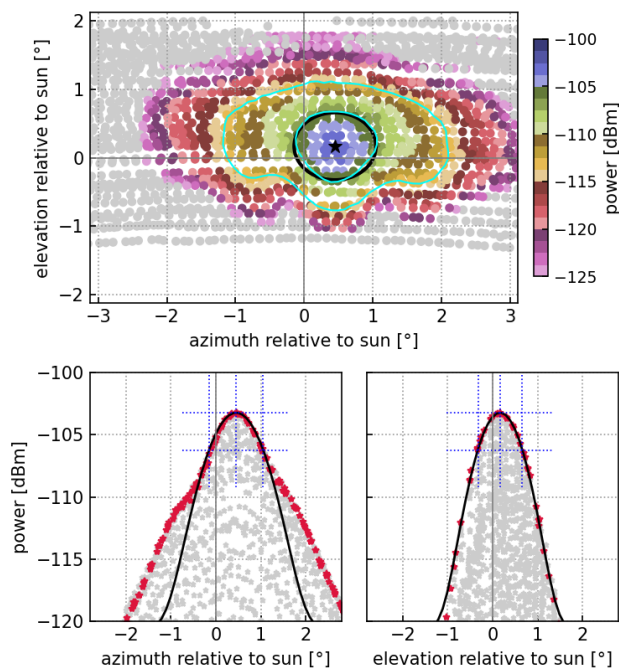 2
1
0
−1
−2
elevation relative to sun [°]
−3 −2 −1 0 1 2 3
azimuth relative to sun [°]
−100
−105
−110
−115
−120
−125
power [dBm]
−100
−105
−110
−115
−120
power [dBm]
−2 −1 0 1 2
azimuth relative to sun [°]
−2 −1 0 1 2
elevation relative to sun [°]